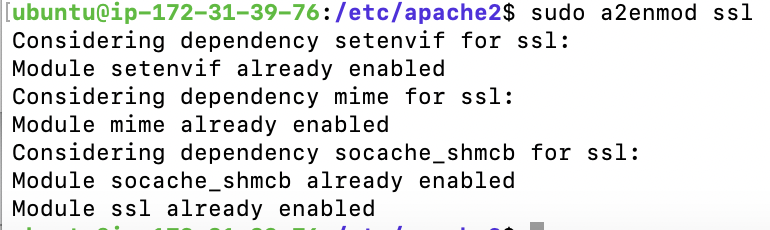 [ubuntu@ip-172-31-39-76:/etc/apache2$ sudo a2enmod ssl
Considering dependency setenvif for ssl:
Module setenvif already enabled
Considering dependency mime for ssl:
Module mime already enabled
Considering dependency socache_shmcb for ssl:
Module socache_shmcb already enabled
Module ssl already enabled